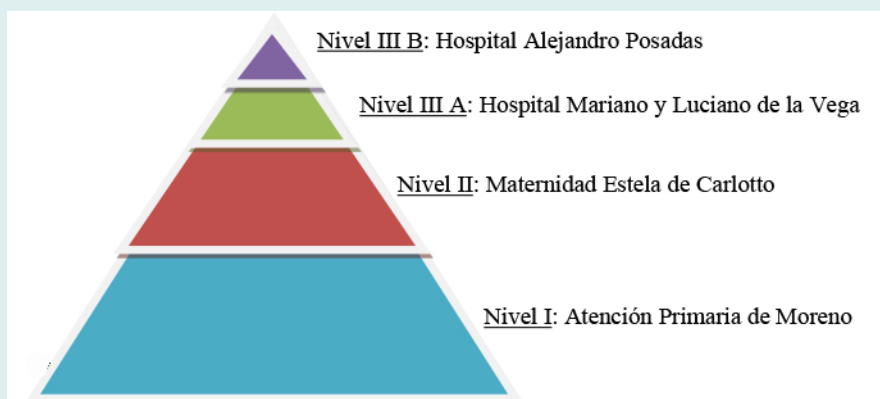 Nivel III B: Hospital Alejandro Posadas
Nivel III A: Hospital Mariano y Luciano de la Vega
Nivel II: Maternidad Estela de Carlotto
Nivel I: Atención Primaria de Moreno